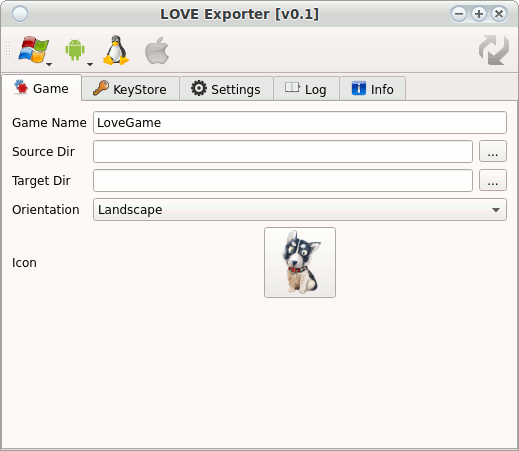 LOVE Exporter [v0.1]
Game KeyStore Settings Log Info
Game Name LoveGame
Source Dir ...
Target Dir ...
Orientation Landscape
Icon